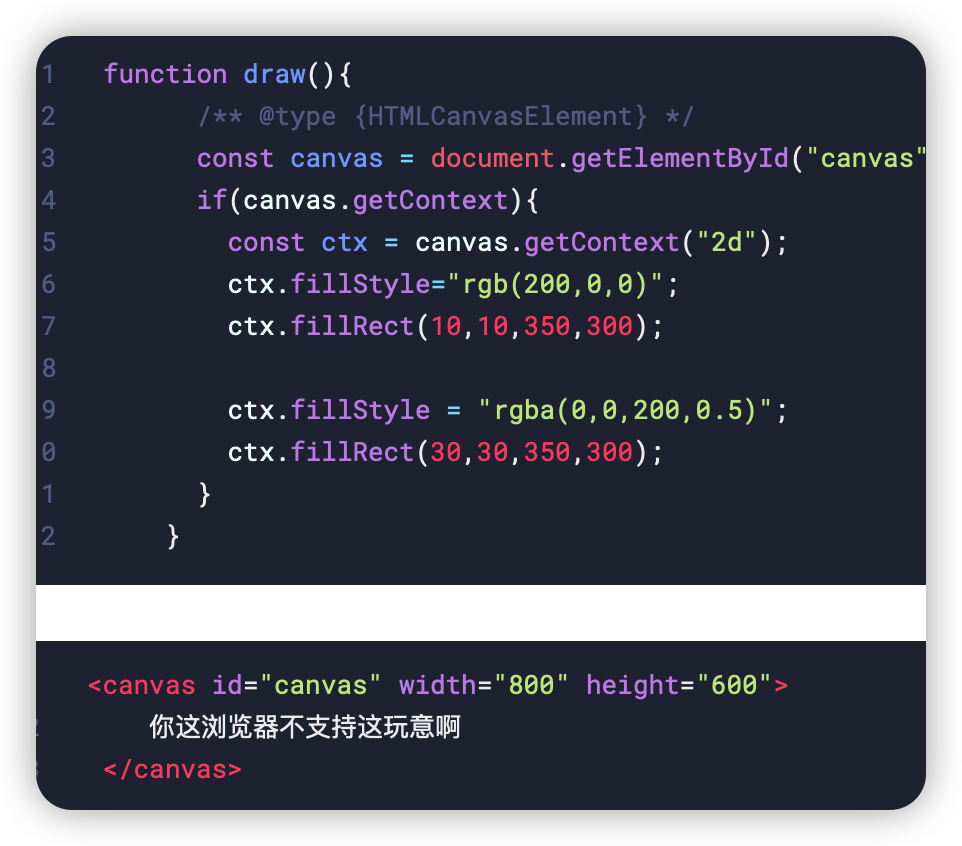 1 function draw(){
2 /** @type {HTMLCanvasElement} */
3 const canvas = document.getElementById("canvas"
4 if(canvas.getContext){
5 const ctx = canvas.getContext("2d");
6 ctx.fillStyle="rgb(200,0,0)";
7 ctx.fillRect(10,10,350,300);
8
9 ctx.fillStyle = "rgba(0,0,200,0.5)";
0 ctx.fillRect(30,30,350,300);
1 }
2 }
<canvas id="canvas" width="800" height="600">
你这浏览器不支持这玩意啊
</canvas>